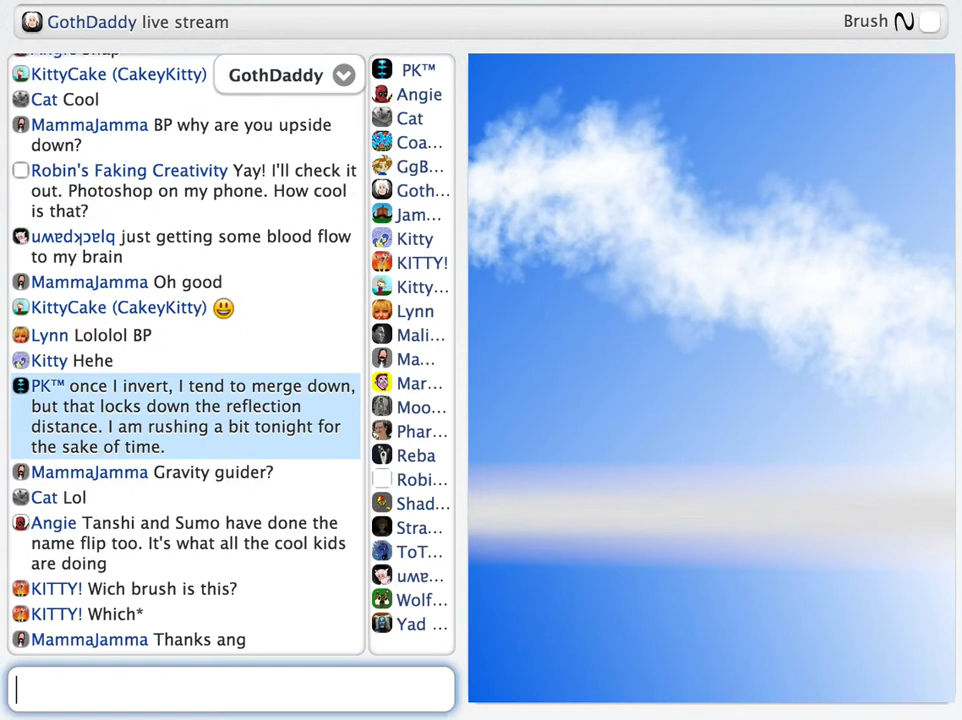 GothDaddy live stream
Brush
KittyCake (CakeyKitty)
GothDaddy
Cat Cool
MammaJamma BP why are you upside
down?
Robin's Faking Creativity Yay! I'll check it
out. Photoshop on my phone. How cool
is that?
uʍɐdʞɔɐlq just getting some blood flow
to my brain
MammaJamma Oh good
KittyCake (CakeyKitty) 😃
Lynn Lololol BP
Kitty Hehe
PK™ once I invert, I tend to merge down,
but that locks down the reflection
distance. I am rushing a bit tonight for
the sake of time.
MammaJamma Gravity guider?
Cat Lol
Angie Tanshi and Sumo have done the
name flip too. It's what all the cool kids
are doing
KITTY! Wich brush is this?
KITTY! Which*
MammaJamma Thanks ang
PK™
Angie
Cat
Coa...
GgB...
Goth...
Jam...
Kitty
KITTY!
Kitty...
Lynn
Mali...
Ma...
Mar...
Moo...
Phar...
Reba
Robi...
Shad...
Stra...
ToT...
uʍɐ...
Wolf...
Yad ...